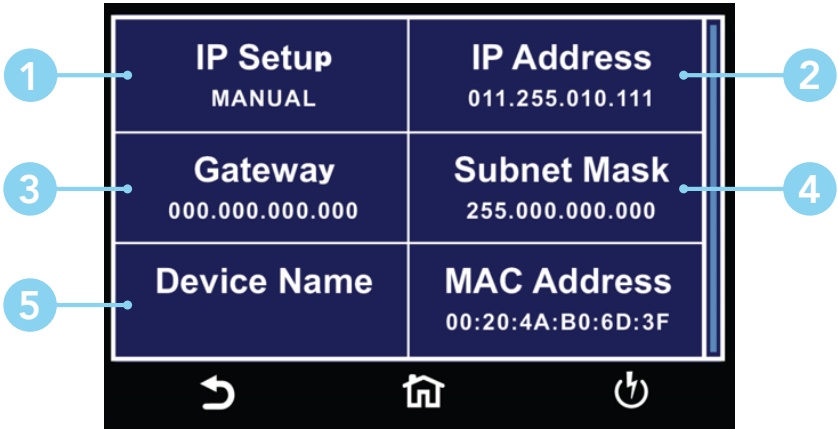 1
IP Setup
MANUAL
IP Address
011.255.010.111
2
3
Gateway
000.000.000.000
Subnet Mask
255.000.000.000
4
5
Device Name
MAC Address
00:20:4A:B0:6D:3F